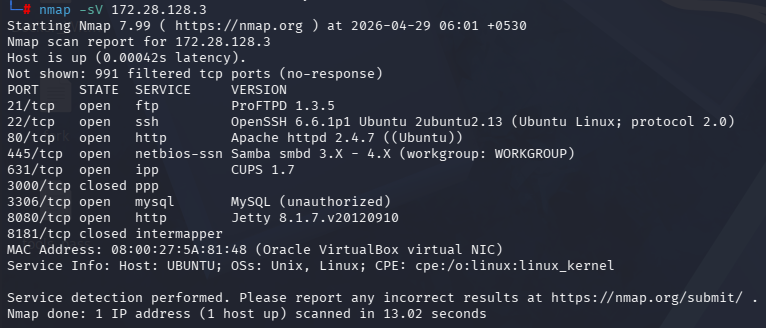 └─# nmap -sV 172.28.128.3
Starting Nmap 7.99 ( https://nmap.org ) at 2026-04-29 06:01 +0530
Nmap scan report for 172.28.128.3
Host is up (0.00042s latency).
Not shown: 991 filtered tcp ports (no-response)
PORT     STATE  SERVICE     VERSION
21/tcp   open   ftp         ProFTPD 1.3.5
22/tcp   open   ssh         OpenSSH 6.6.1p1 Ubuntu 2ubuntu2.13 (Ubuntu Linux; protocol 2.0)
80/tcp   open   http        Apache httpd 2.4.7 ((Ubuntu))
445/tcp  open   netbios-ssn Samba smbd 3.X - 4.X (workgroup: WORKGROUP)
631/tcp  open   ipp         CUPS 1.7
3000/tcp closed ppp
3306/tcp open   mysql       MySQL (unauthorized)
8080/tcp open   http        Jetty 8.1.7.v20120910
8181/tcp closed intermapper
MAC Address: 08:00:27:5A:81:48 (Oracle VirtualBox virtual NIC)
Service Info: Host: UBUNTU; OSs: Unix, Linux; CPE: cpe:/o:linux:linux_kernel

Service detection performed. Please report any incorrect results at https://nmap.org/submit/ .
Nmap done: 1 IP address (1 host up) scanned in 13.02 seconds